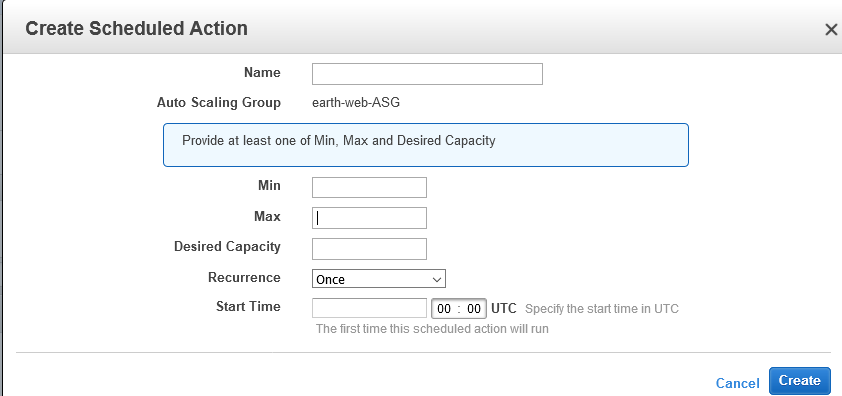 Create Scheduled Action ×
Name
Auto Scaling Group earth-web-ASG
Provide at least one of Min, Max and Desired Capacity
Min
Max
Desired Capacity
Recurrence Once
Start Time 00 : 00 UTC Specify the start time in UTC
The first time this scheduled action will run
Cancel Create